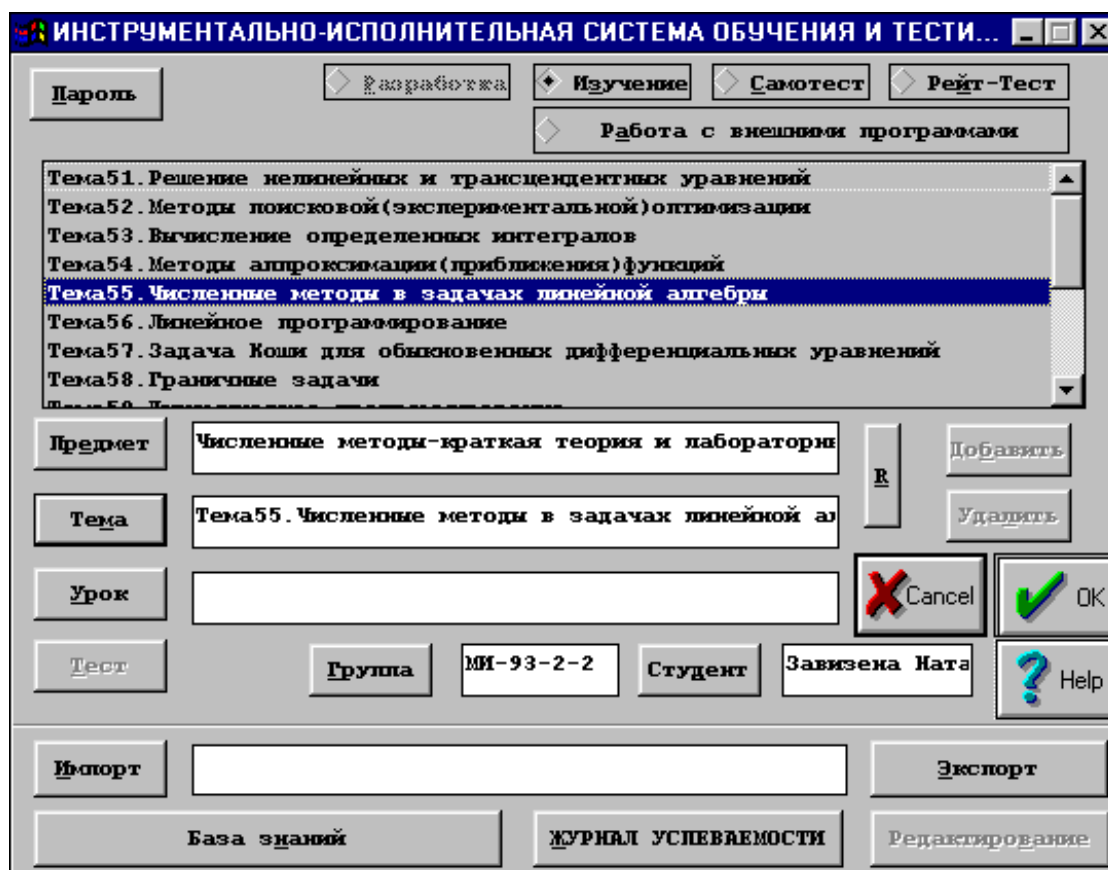 ИНСТРУМЕНТАЛЬНО-ИСПОЛНИТЕЛЬНАЯ СИСТЕМА ОБУЧЕНИЯ И ТЕСТИ...
Пароль
Разработка Изучение Самотест Рейт-Тест
Работа с внешними программами
Тема51.Решение нелинейных и трансцендентных уравнений
Тема52.Методы поисковой(экспериментальной)оптимизации
Тема53.Вычисление определенных интегралов
Тема54.Методы аппроксимации(приближения)функций
Тема55.Численные методы в задачах линейной алгебры
Тема56.Линейное программирование
Тема57.Задача Коши для обыкновенных дифференциальных уравнений
Тема58.Граничные задачи
Предмет Численные методы-краткая теория и лабораторны
R
Добавить
Тема Тема55.Численные методы в задачах линейной ал
Удалить
Урок
Cancel OK
Тест Группа МИ-93-2-2 Студент Завизена Ната
Help
Импорт Экспорт
База знаний ЖУРНАЛ УСПЕВАЕМОСТИ Редактирование